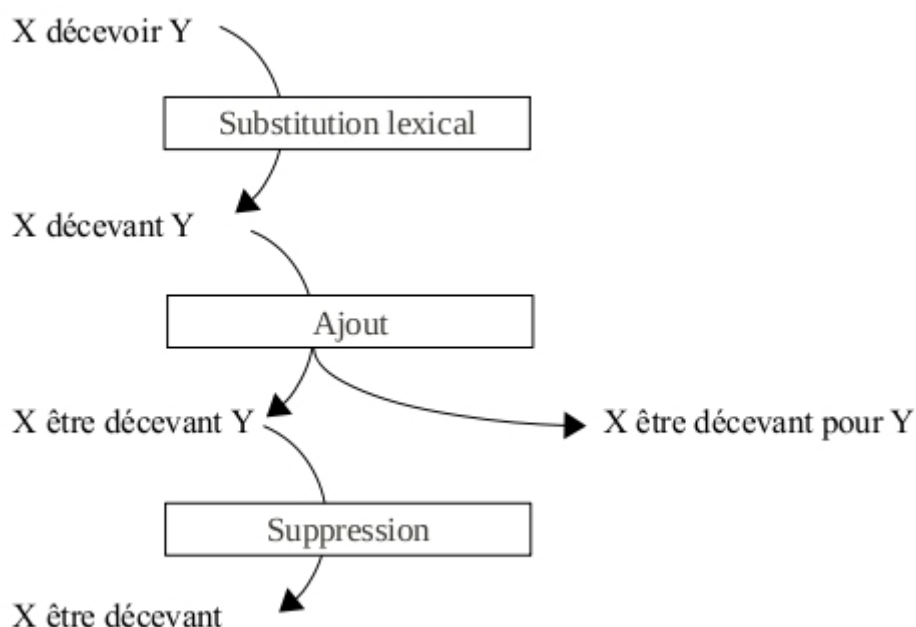 X décevoir Y
Substitution lexical
X décevant Y
Ajout
X être décevant Y
X être décevant pour Y
Suppression
X être décevant